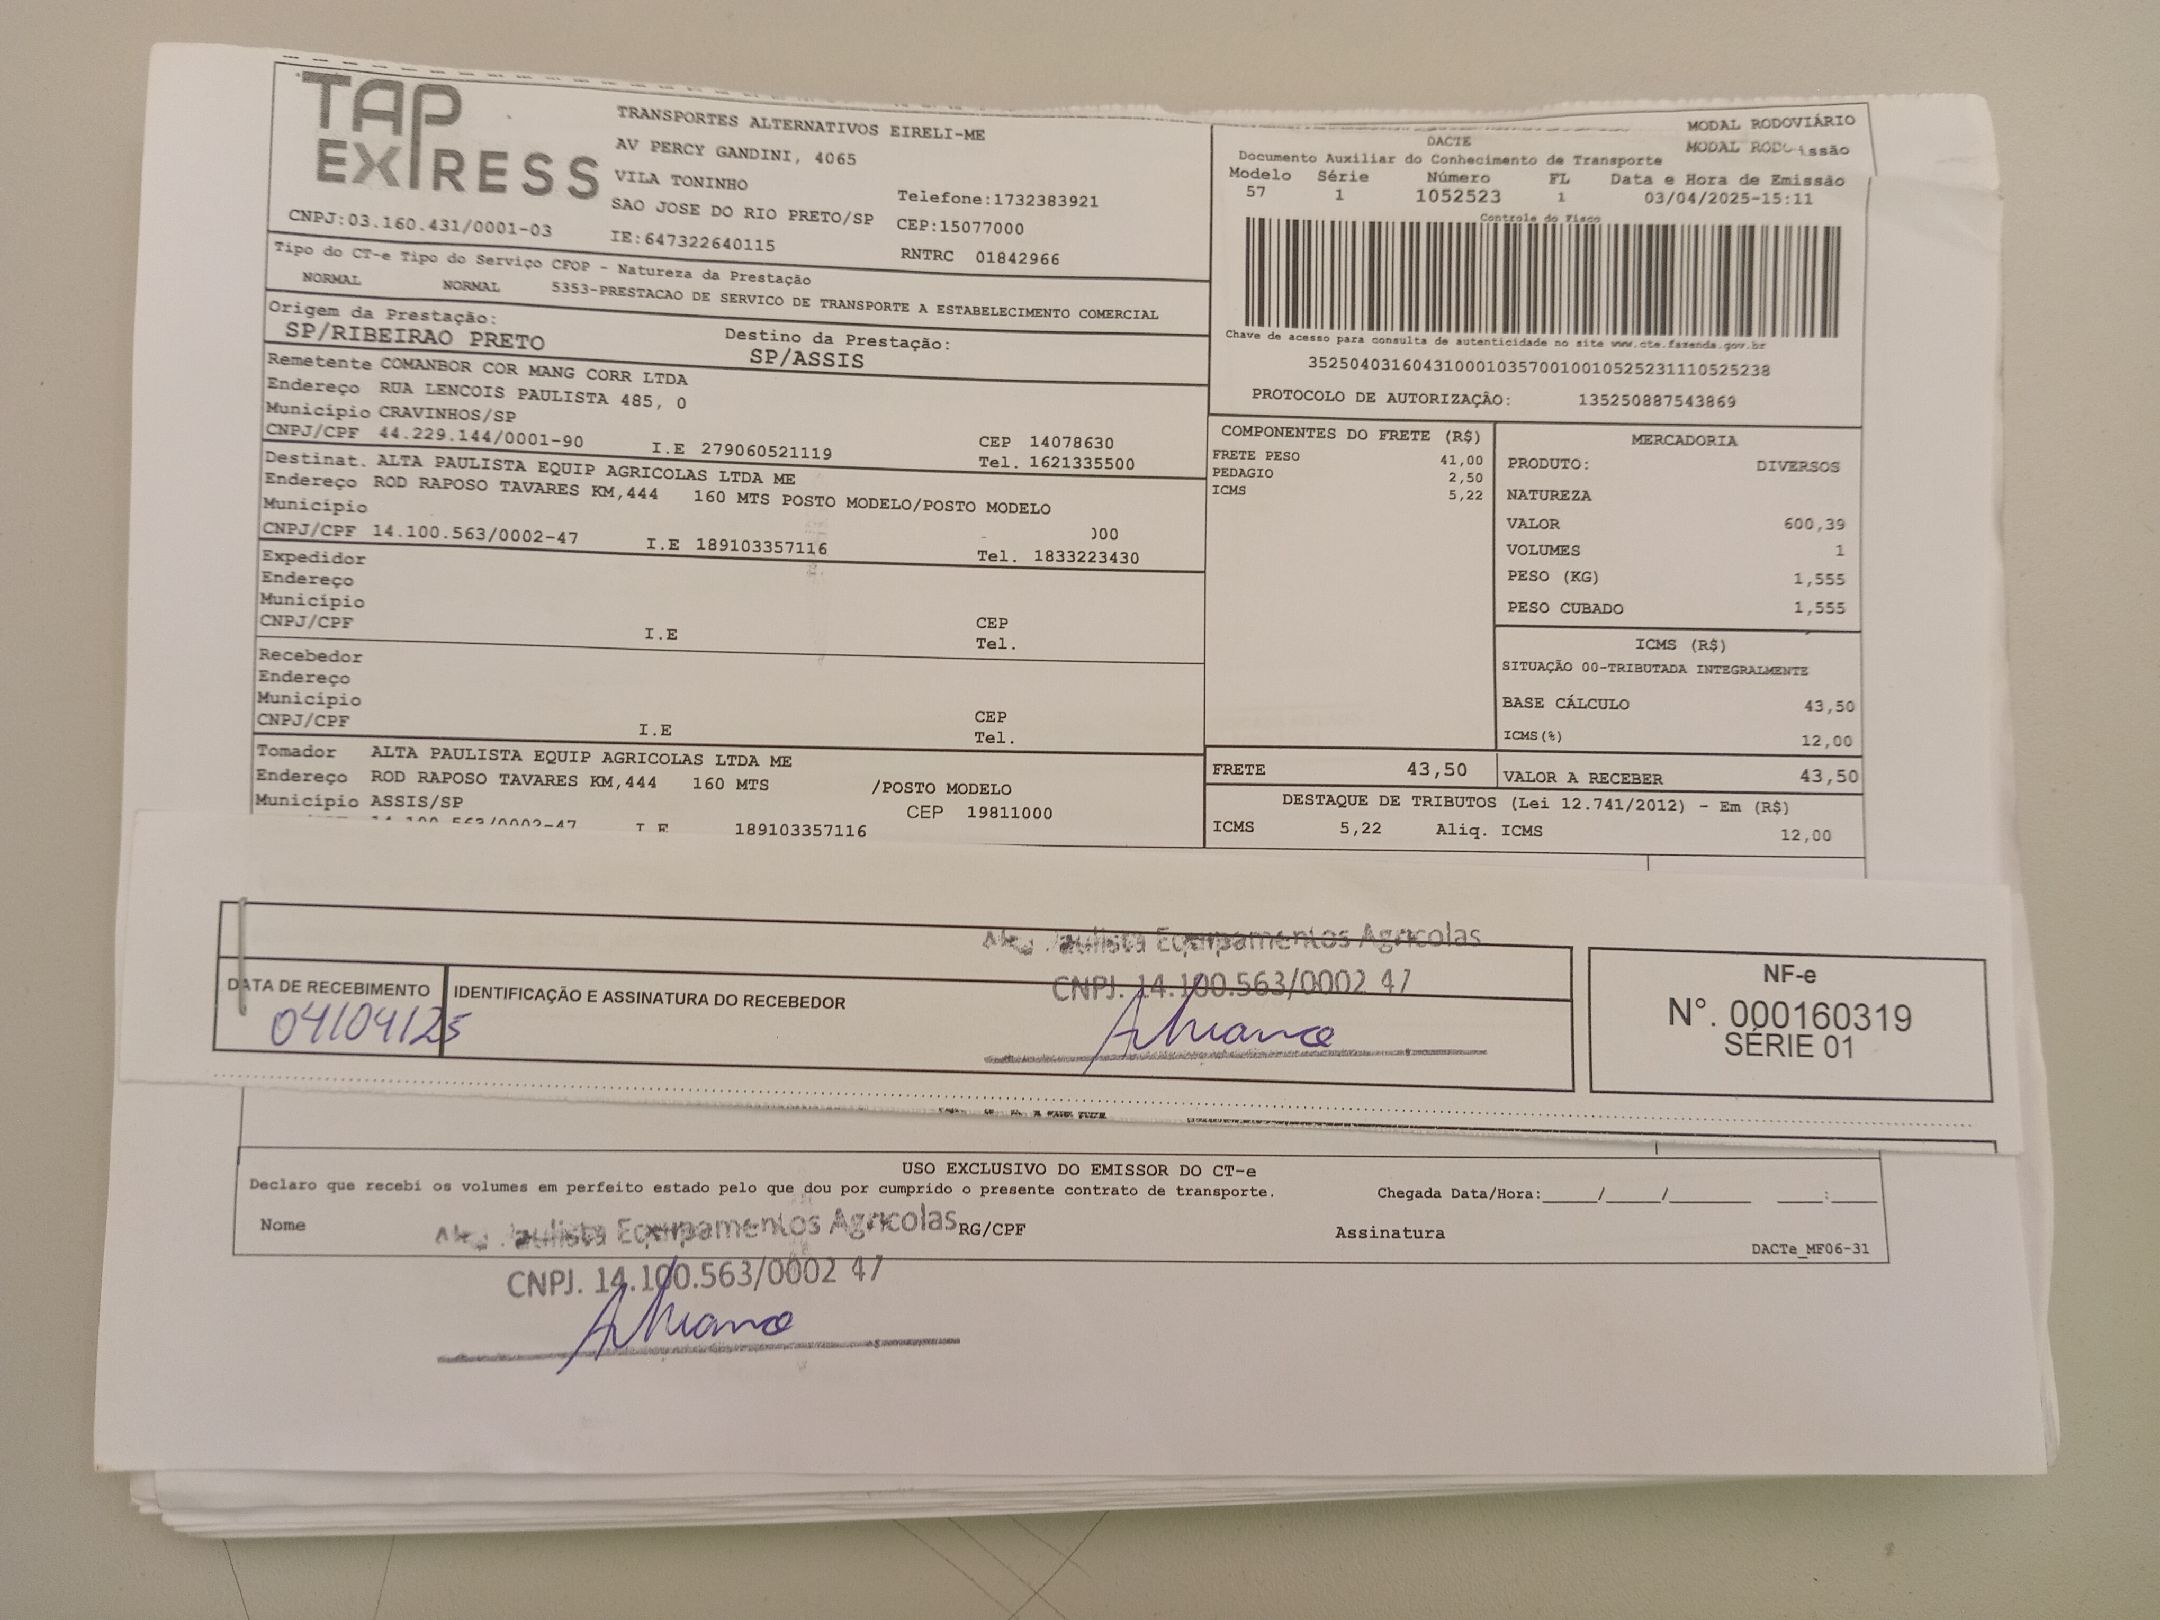 TAP
EXPRESS
CNPJ:03.160.431/0001-03
TRANSPORTES ALTERNATIVOS EIRELI-ME
AV PERCY GANDINI, 4065
VILA TONINHO
SAO JOSE DO RIO PRETO/SP
IE:647322640115
Telefone:1732383921
CEP:15077000
RNTRC 01842966
MODAL RODOVIÁRIO
DACTE
Documento Auxiliar do Conhecimento de Transporte
Modelo Série Número FL Data e Hora de Emissão
57 1 1052523 1 03/04/2025-15:11
Controle do Fisco
Chave de acesso para consulta de autenticidade no site www.cte.fazenda.gov.br
35250403160431000103570010010525231110525238
PROTOCOLO DE AUTORIZAÇÃO: 135250887543869
Tipo do CT-e Tipo do Serviço CFOP - Natureza da Prestação
NORMAL NORMAL 5353-PRESTACAO DE SERVICO DE TRANSPORTE A ESTABELECIMENTO COMERCIAL
Origem da Prestação: Destino da Prestação:
SP/RIBEIRAO PRETO SP/ASSIS
Remetente COMANBOR COR MANG CORR LTDA
Endereço RUA LENCOIS PAULISTA 485, 0
Município CRAVINHOS/SP CEP 14078630
CNPJ/CPF 44.229.144/0001-90 I.E 279060521119 Tel. 1621335500
Destinat. ALTA PAULISTA EQUIP AGRICOLAS LTDA ME
Endereço ROD RAPOSO TAVARES KM,444 160 MTS POSTO MODELO/POSTO MODELO
Município
CNPJ/CPF 14.100.563/0002-47 I.E 189103357116 Tel. 1833223430
Expedidor
Endereço
Município CEP
CNPJ/CPF I.E Tel.
Recebedor
Endereço
Município CEP
CNPJ/CPF I.E Tel.
Tomador ALTA PAULISTA EQUIP AGRICOLAS LTDA ME
Endereço ROD RAPOSO TAVARES KM,444 160 MTS /POSTO MODELO
Município ASSIS/SP CEP 19811000
14.100.563/0002-47 I.E 189103357116
COMPONENTES DO FRETE (R$)
FRETE PESO 41,00
PEDAGIO 2,50
ICMS 5,22
MERCADORIA
PRODUTO: DIVERSOS
NATUREZA
VALOR 600,39
VOLUMES 1
PESO (KG) 1,555
PESO CUBADO 1,555
ICMS (R$)
SITUAÇÃO 00-TRIBUTADA INTEGRALMENTE
BASE CÁLCULO 43,50
ICMS(%) 12,00
FRETE 43,50 VALOR A RECEBER 43,50
DESTAQUE DE TRIBUTOS (Lei 12.741/2012) - Em (R$)
ICMS 5,22 Aliq. ICMS 12,00
DATA DE RECEBIMENTO
04/04/25
IDENTIFICAÇÃO E ASSINATURA DO RECEBEDOR
Paulista Equipamentos Agricolas
CNPJ. 14.100.563/0002 47
NF-e
N°. 000160319
SÉRIE 01
USO EXCLUSIVO DO EMISSOR DO CT-e
Declaro que recebi os volumes em perfeito estado pelo que dou por cumprido o presente contrato de transporte. Chegada Data/Hora:____/____/______ ___:___
Nome RG/CPF Assinatura
DACTe_MF06-31
Paulista Equipamentos Agricolas
CNPJ. 14.100.563/0002 47